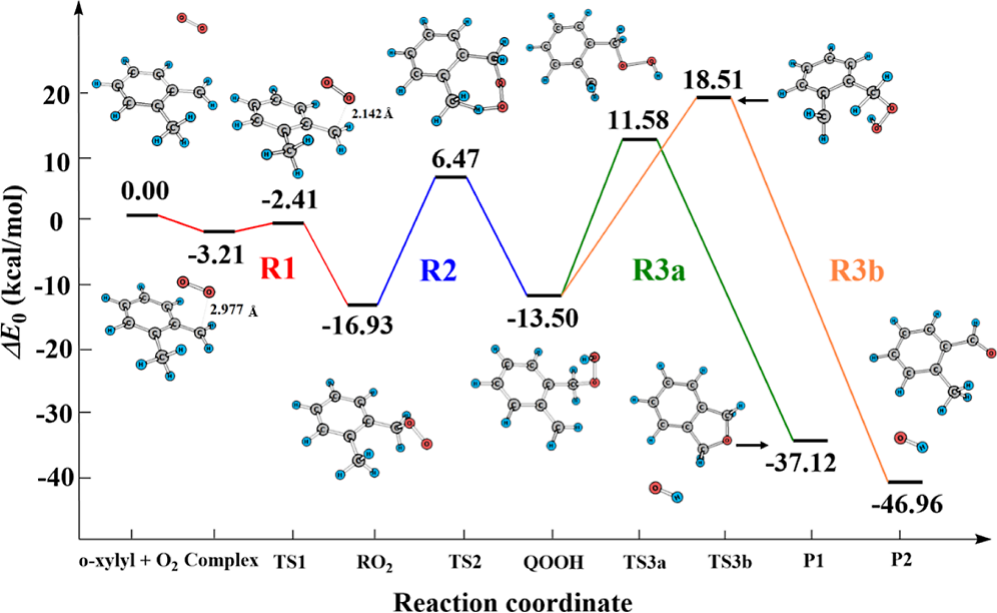 20
10
0
-10
-20
-30
-40
ΔE0 (kcal/mol)
0.00
-3.21
-2.41
-16.93
6.47
-13.50
11.58
18.51
-37.12
-46.96
R1
R2
R3a
R3b
2.142 Å
2.977 Å
o-xylyl + O2
Complex
TS1
RO2
TS2
QOOH
TS3a
TS3b
P1
P2
Reaction coordinate